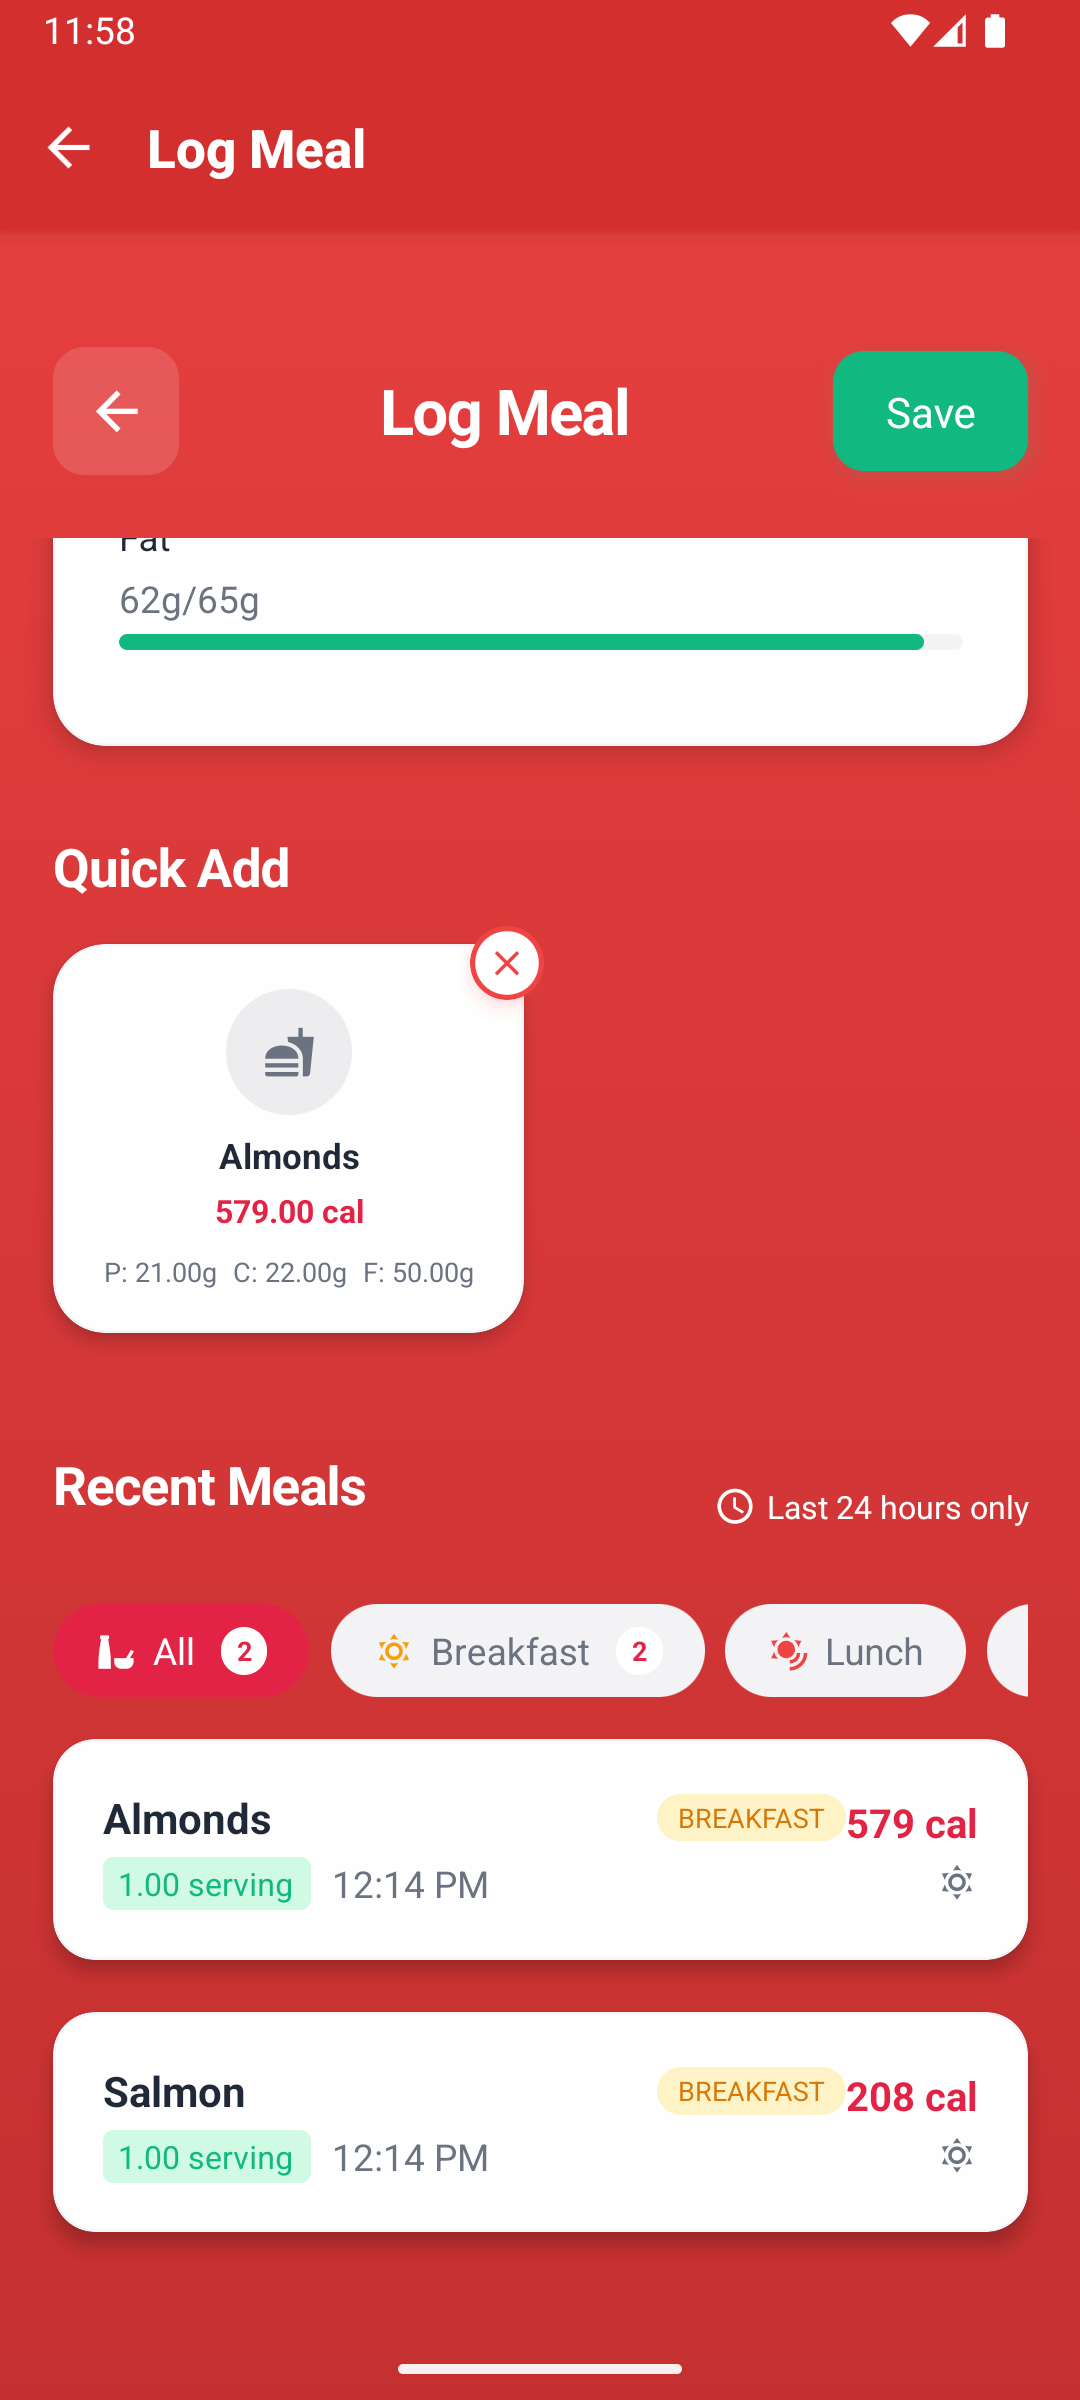 11:58
Log Meal
Log Meal
Save
Fat
62g/65g
Quick Add
Almonds
579.00 cal
P: 21.00g C: 22.00g F: 50.00g
Recent Meals
Last 24 hours only
All 2 Breakfast 2 Lunch
Almonds BREAKFAST 579 cal
1.00 serving 12:14 PM
Salmon BREAKFAST 208 cal
1.00 serving 12:14 PM